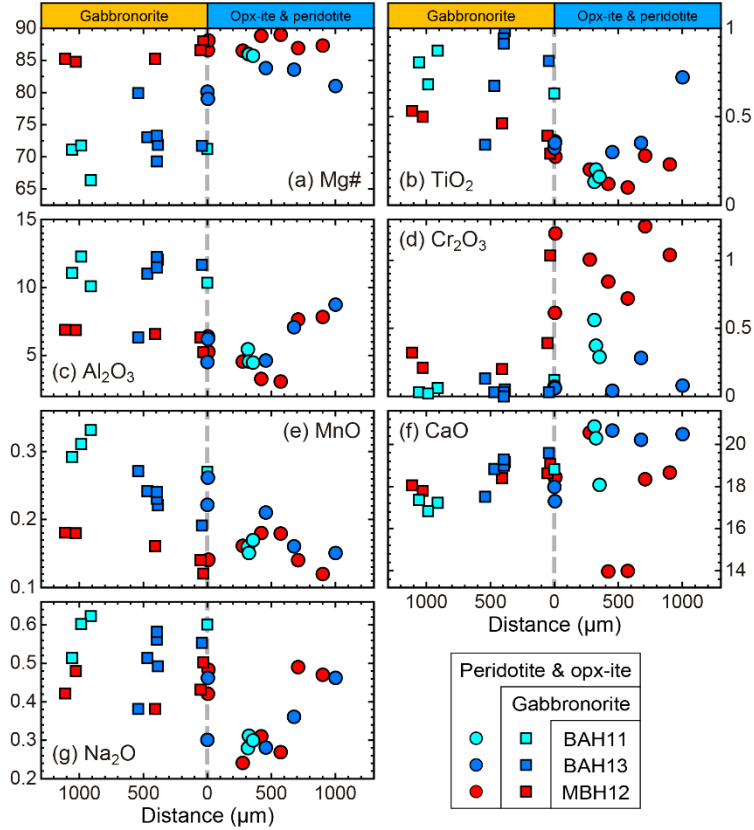 Gabbronorite Opx-ite & peridotite Gabbronorite Opx-ite & peridotite
90
85
80
75
70
65
(a) Mg#
1
0.5
0
(b) TiO₂
15
10
5
(c) Al₂O₃
1
0.5
0
(d) Cr₂O₃
0.3
0.2
0.1
(e) MnO
20
18
16
14
(f) CaO
1000 500 0 500 1000
Distance (µm)
0.6
0.5
0.4
0.3
0.2
(g) Na₂O
1000 500 0 500 1000
Distance (µm)
Peridotite & opx-ite
Gabbronorite
BAH11
BAH13
MBH12